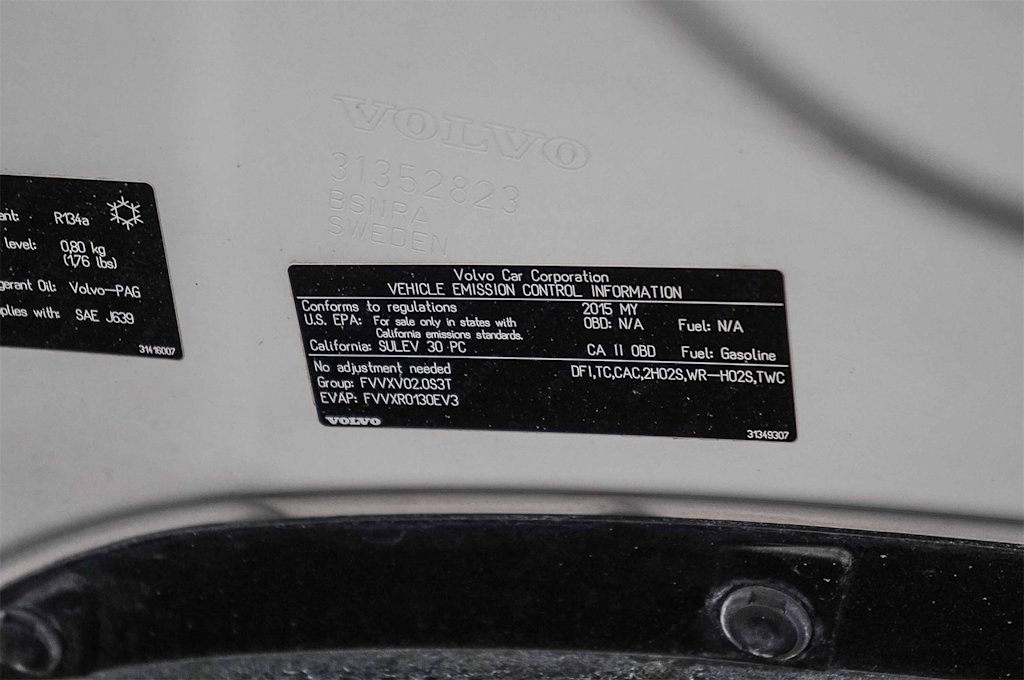 VOLVO
31352823
BSNRA
SWEDEN
ant: R134a
level: 0,80 kg
(1,76 lbs)
gerant Oil: Volvo-PAG
plies with: SAE J639
31416007
Volvo Car Corporation
VEHICLE EMISSION CONTROL INFORMATION
Conforms to regulations 2015 MY
U.S. EPA: For sale only in states with OBD: N/A Fuel: N/A
California emissions standards.
California: SULEV 30 PC CA II OBD Fuel: Gasoline
No adjustment needed DFI,TC,CAC,2HO2S,WR-HO2S,TWC
Group: FVVXV02.0S3T
EVAP: FVVXR0130EV3
VOLVO
31349307